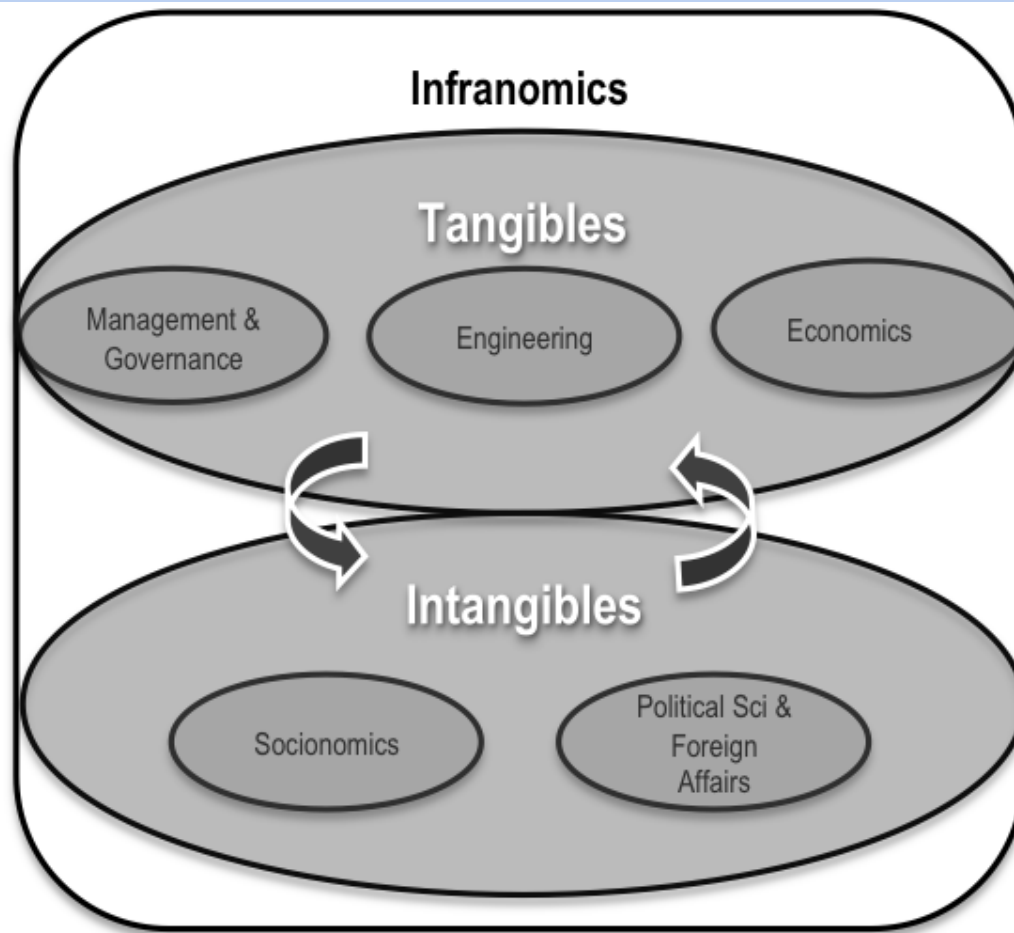 Infranomics
Tangibles
Management &
Governance
Engineering
Economics
Intangibles
Socionomics
Political Sci &
Foreign
Affairs